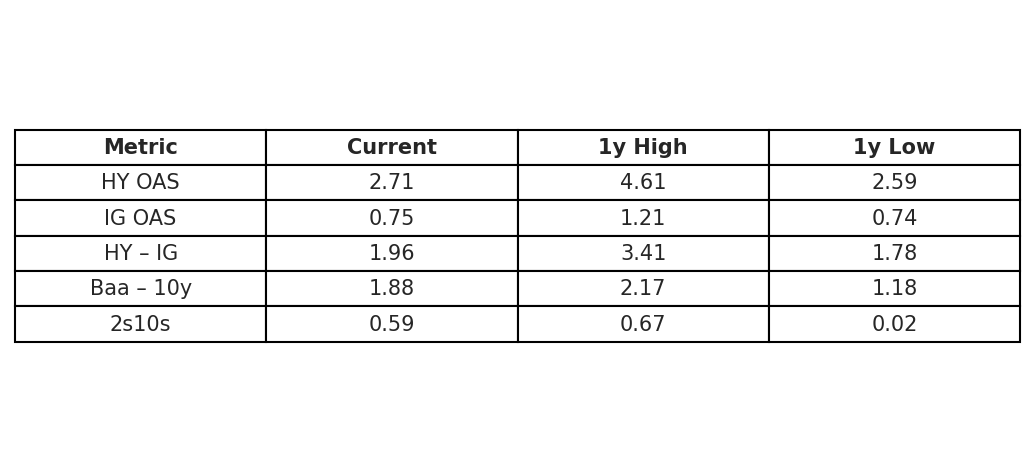 Metric Current 1y High 1y Low
HY OAS 2.71 4.61 2.59
IG OAS 0.75 1.21 0.74
HY – IG 1.96 3.41 1.78
Baa – 10y 1.88 2.17 1.18
2s10s 0.59 0.67 0.02